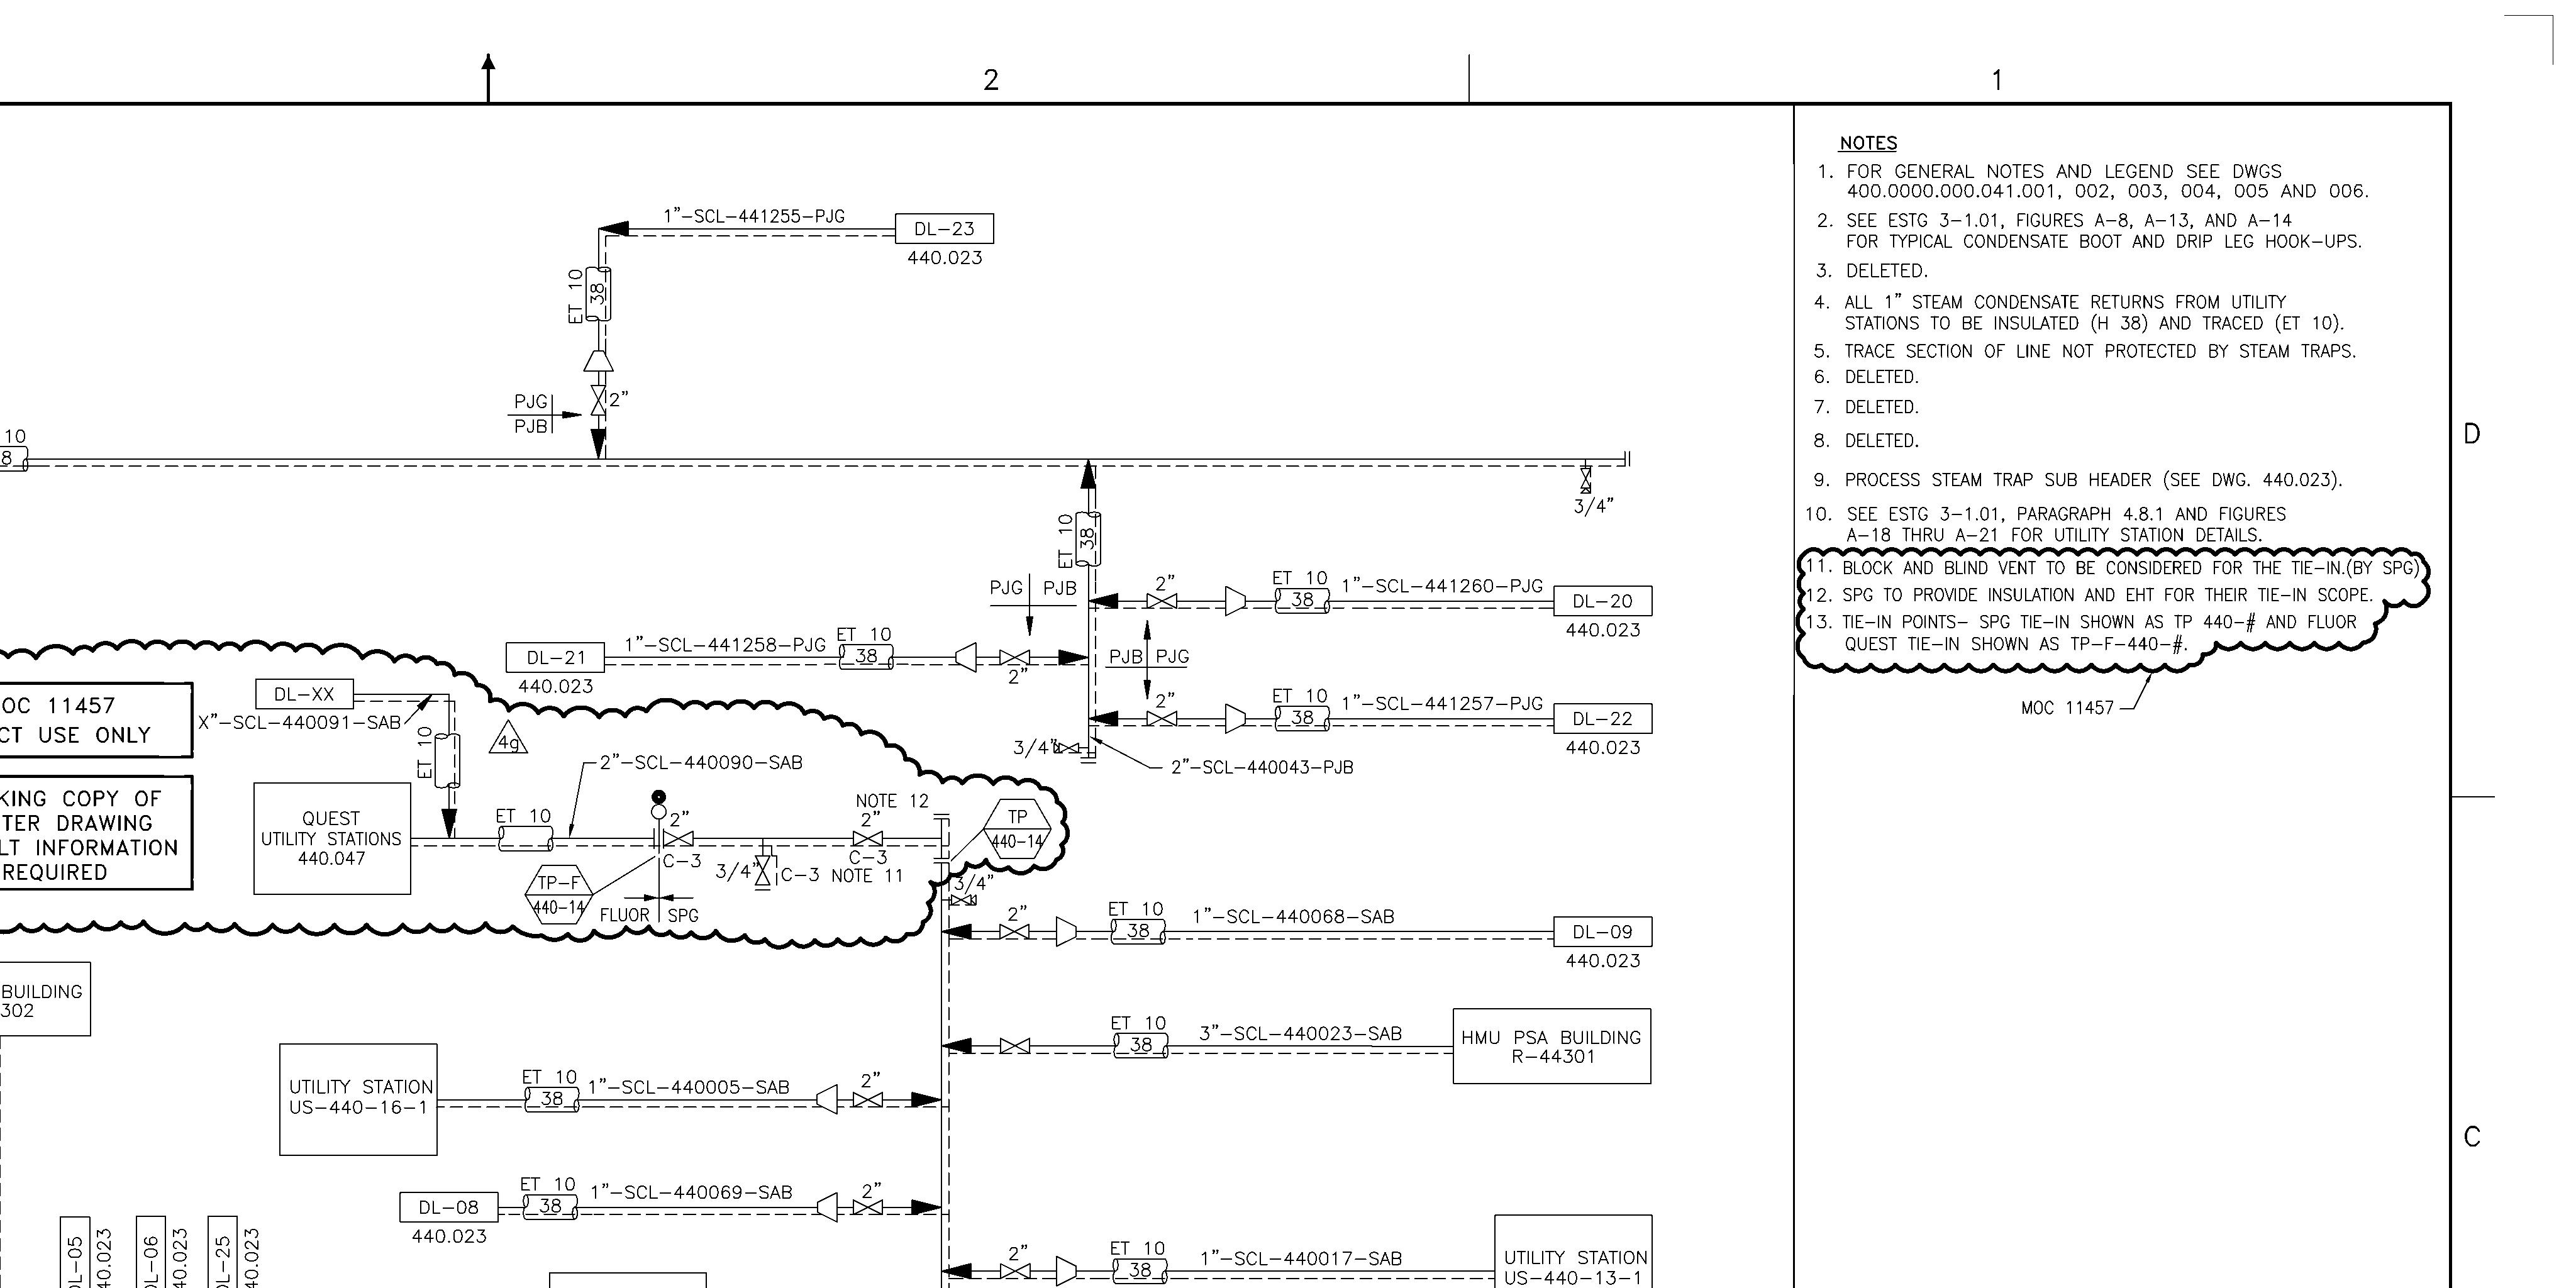 2
1
NOTES
1. FOR GENERAL NOTES AND LEGEND SEE DWGS
400.0000.000.041.001, 002, 003, 004, 005 AND 006.
2. SEE ESTG 3-1.01, FIGURES A-8, A-13, AND A-14
FOR TYPICAL CONDENSATE BOOT AND DRIP LEG HOOK-UPS.
3. DELETED.
4. ALL 1" STEAM CONDENSATE RETURNS FROM UTILITY
STATIONS TO BE INSULATED (H 38) AND TRACED (ET 10).
5. TRACE SECTION OF LINE NOT PROTECTED BY STEAM TRAPS.
6. DELETED.
7. DELETED.
8. DELETED.
9. PROCESS STEAM TRAP SUB HEADER (SEE DWG. 440.023).
10. SEE ESTG 3-1.01, PARAGRAPH 4.8.1 AND FIGURES
A-18 THRU A-21 FOR UTILITY STATION DETAILS.
11. BLOCK AND BLIND VENT TO BE CONSIDERED FOR THE TIE-IN.(BY SPG)
12. SPG TO PROVIDE INSULATION AND EHT FOR THEIR TIE-IN SCOPE.
13. TIE-IN POINTS- SPG TIE-IN SHOWN AS TP 440-# AND FLUOR
QUEST TIE-IN SHOWN AS TP-F-440-#.
MOC 11457
D
C
1"-SCL-441255-PJG
DL-23
440.023
ET 10
38
2"
PJG
PJB
10
8
3/4"
ET 10
38
PJG PJB
2"
ET 10
38
1"-SCL-441260-PJG
DL-20
440.023
DL-21
440.023
1"-SCL-441258-PJG
ET 10
38
2"
PJB PJG
2"
ET 10
38
1"-SCL-441257-PJG
DL-22
440.023
3/4"
2"-SCL-440043-PJB
OC 11457
CT USE ONLY
DL-XX
X"-SCL-440091-SAB
ET 10
4g
KING COPY OF
TER DRAWING
LT INFORMATION
REQUIRED
QUEST
UTILITY STATIONS
440.047
ET 10
2"-SCL-440090-SAB
2"
C-3
TP-F
440-14
FLUOR SPG
3/4"
C-3
NOTE 12
2"
C-3
NOTE 11
TP
440-14
3/4"
2"
ET 10
38
1"-SCL-440068-SAB
DL-09
440.023
BUILDING
302
ET 10
38
3"-SCL-440023-SAB
HMU PSA BUILDING
R-44301
UTILITY STATION
US-440-16-1
ET 10
38
1"-SCL-440005-SAB
2"
DL-08
440.023
ET 10
38
1"-SCL-440069-SAB
2"
2"
ET 10
38
1"-SCL-440017-SAB
UTILITY STATION
US-440-13-1
DL-05
40.023
DL-06
40.023
DL-25
40.023